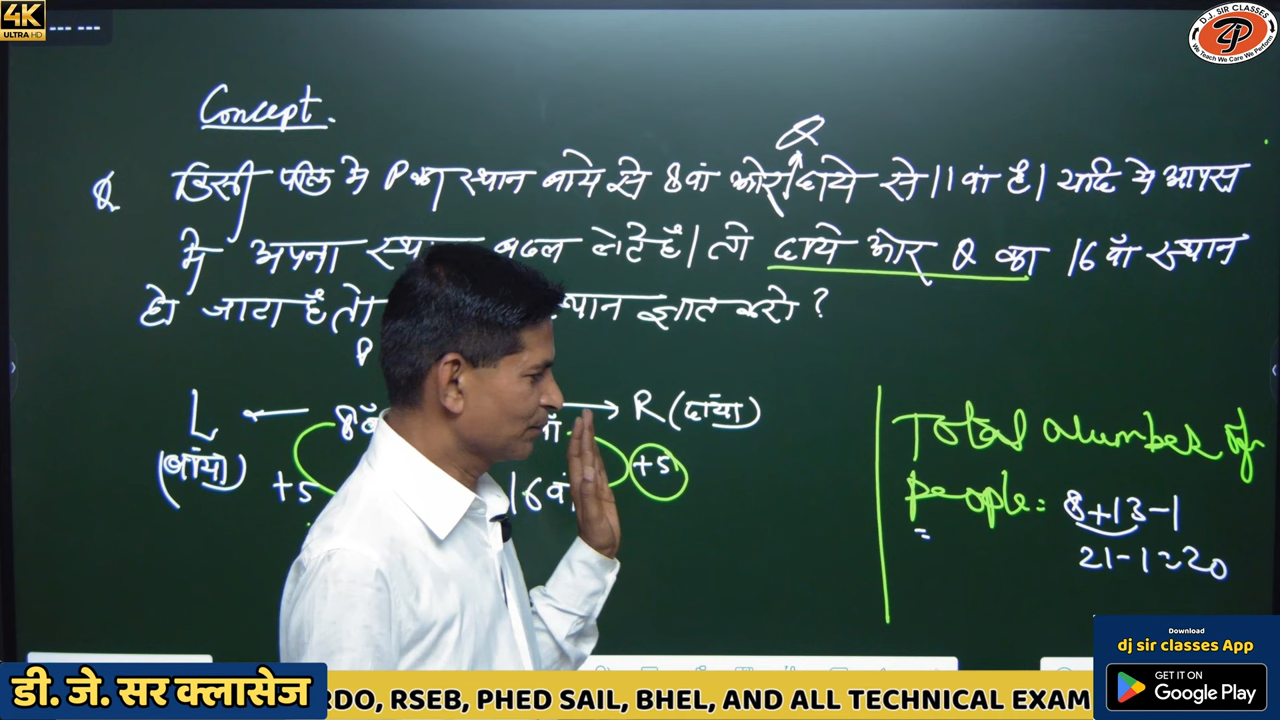 4K
ULTRA HD
D.J. SIR CLASSES
We Teach We Care We Perform
Concept.
Q
Q किसी पंक्ति मे P का स्थान बाये से 8वां और दाये से 11वां है। यदि ये आपस
मे अपना बदल लेते है। तो दाये ओर Q का 16वाँ स्थान
हो जाता है तो स्थान ज्ञात करो ?
P
L 8वाँ वाँ R (दांया)
(बांया) +5 16वां +5
Total number of
people: 8+13-1
21-1=20
Download
dj sir classes App
GET IT ON
Google Play
डी. जे. सर क्लासेज
RDO, RSEB, PHED SAIL, BHEL, AND ALL TECHNICAL EXAM